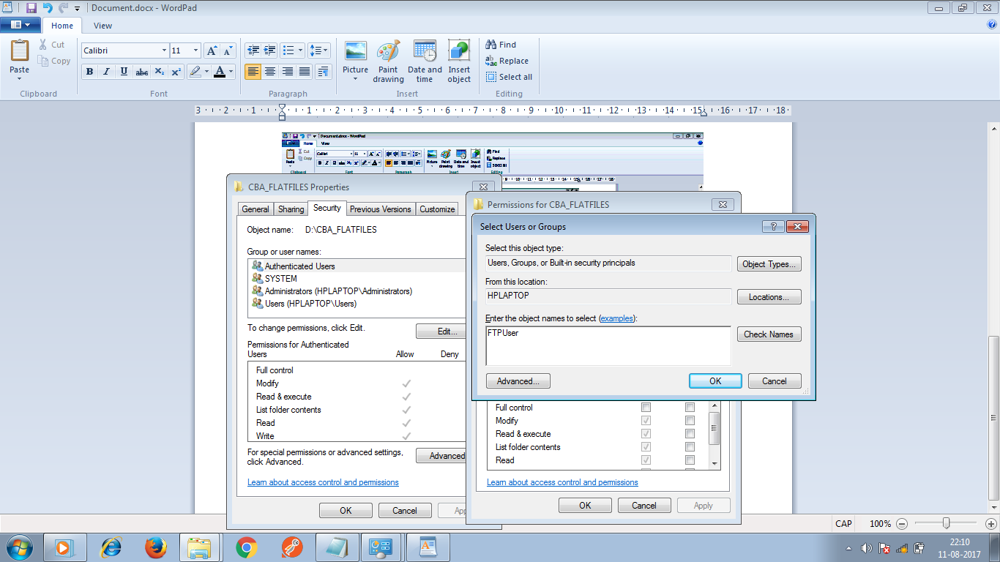 Document.docx - WordPad
Home
View
Paste
Cut
Copy
Clipboard
Calibri
11
Font
Paragraph
Picture
Paint drawing
Date and time
Insert object
Insert
Find
Replace
Select all
Editing
3 2 1 1 2 3 4 5 6 7 8 9 10 11 12 13 14 15 16 17 18
Document.docx - WordPad
Home
View
Cut
Copy
Paste
Clipboard
Calibri
11
Font
Paragraph
Picture
Paint drawing
Date and time
Insert object
Insert
Find
Replace
Select all
Editing
9 10 11 12 13 14 15 16 17 18
CBA_FLATFILES Properties
General
Sharing
Security
Previous Versions
Customize
Object name: D:\CBA_FLATFILES
Group or user names:
Authenticated Users
SYSTEM
Administrators (HPLAPTOP\Administrators)
Users (HPLAPTOP\Users)
To change permissions, click Edit.
Edit...
Permissions for Authenticated
Users
Allow
Deny
Full control
Modify
Read & execute
List folder contents
Read
Write
For special permissions or advanced settings,
click Advanced.
Advanced
Learn about access control and permissions
OK
Cancel
Permissions for CBA_FLATFILES
Select Users or Groups
Select this object type:
Users, Groups, or Built-in security principals
Object Types...
From this location:
HPLAPTOP
Locations...
Enter the object names to select (examples):
FTPUser
Check Names
Advanced...
OK
Cancel
Full control
Modify
Read & execute
List folder contents
Read
Learn about access control and permissions
OK
Cancel
Apply
CAP
100%
22:10
11-08-2017